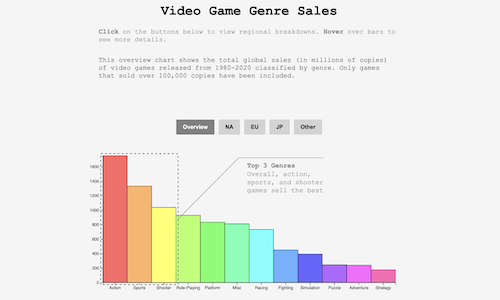 Video Game Genre Sales
Click on the buttons below to view regional breakdowns. Hover over bars to
see more details.
This overview chart shows the total global sales (in millions of copies)
of video games released from 1980-2020 classified by genre. Only games
that sold over 100,000 copies have been included.
Overview NA EU JP Other
Top 3 Genres
Overall, action,
sports, and shooter
games sell the best
1600
1400
1200
1000
800
600
400
200
0
Action Sports Shooter Role-Playing Platform Misc Racing Fighting Simulation Puzzle Adventure Strategy